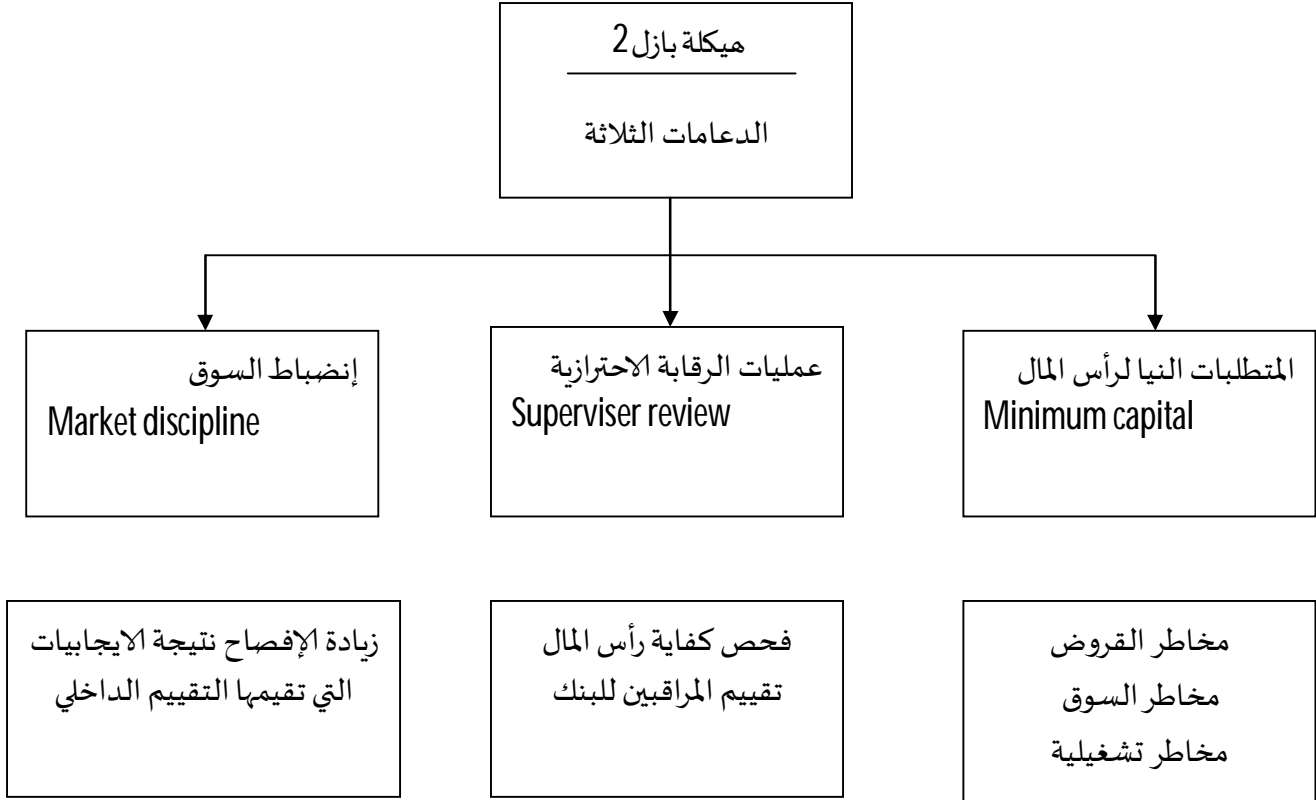 هيكلة بازل 2
الدعامات الثلاثة
المتطلبات النيا لرأس المال
Minimum capital
عمليات الرقابة الاحترازية
Superviser review
إنضباط السوق
Market discipline
مخاطر القروض
مخاطر السوق
مخاطر تشغيلية
فحص كفاية رأس المال
تقييم المراقبين للبنك
زيادة الإفصاح نتيجة الايجابيات
التي تقيمها التقييم الداخلي